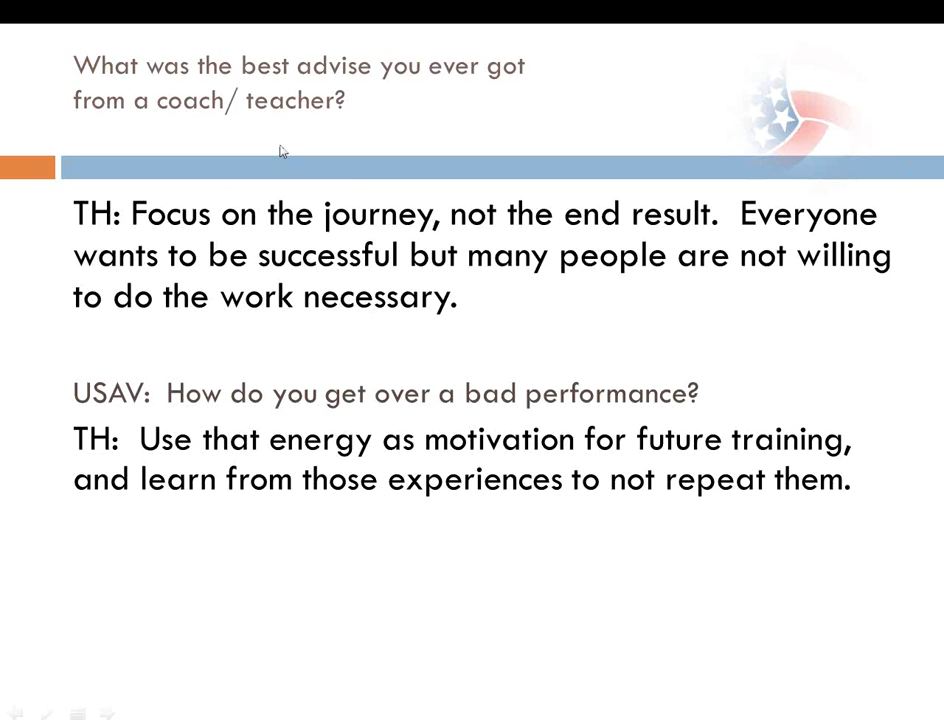 What was the best advise you ever got
from a coach/ teacher?
TH: Focus on the journey, not the end result.  Everyone
wants to be successful but many people are not willing
to do the work necessary.
USAV:  How do you get over a bad performance?
TH:  Use that energy as motivation for future training,
and learn from those experiences to not repeat them.